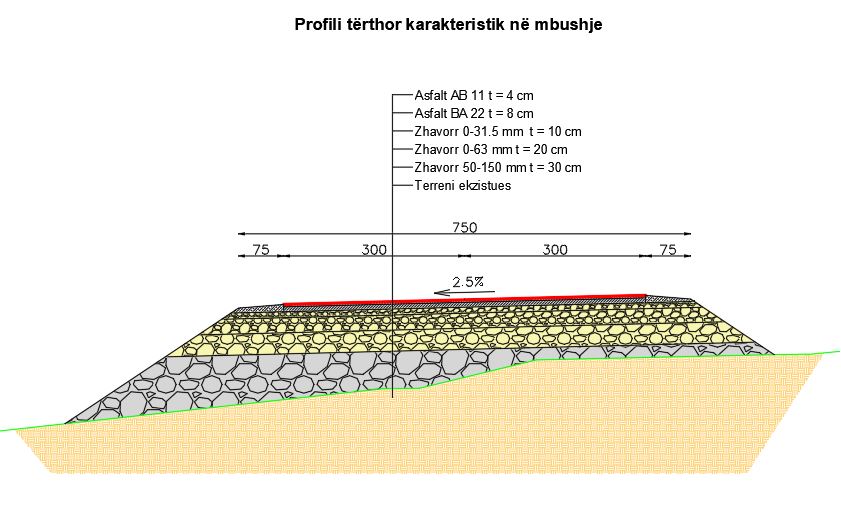 Profili tërthor karakteristik në mbushje
Asfalt AB 11 t = 4 cm
Asfalt BA 22 t = 8 cm
Zhavorr 0-31.5 mm t = 10 cm
Zhavorr 0-63 mm t = 20 cm
Zhavorr 50-150 mm t = 30 cm
Terreni ekzistues
750
75 300 300 75
2.5%